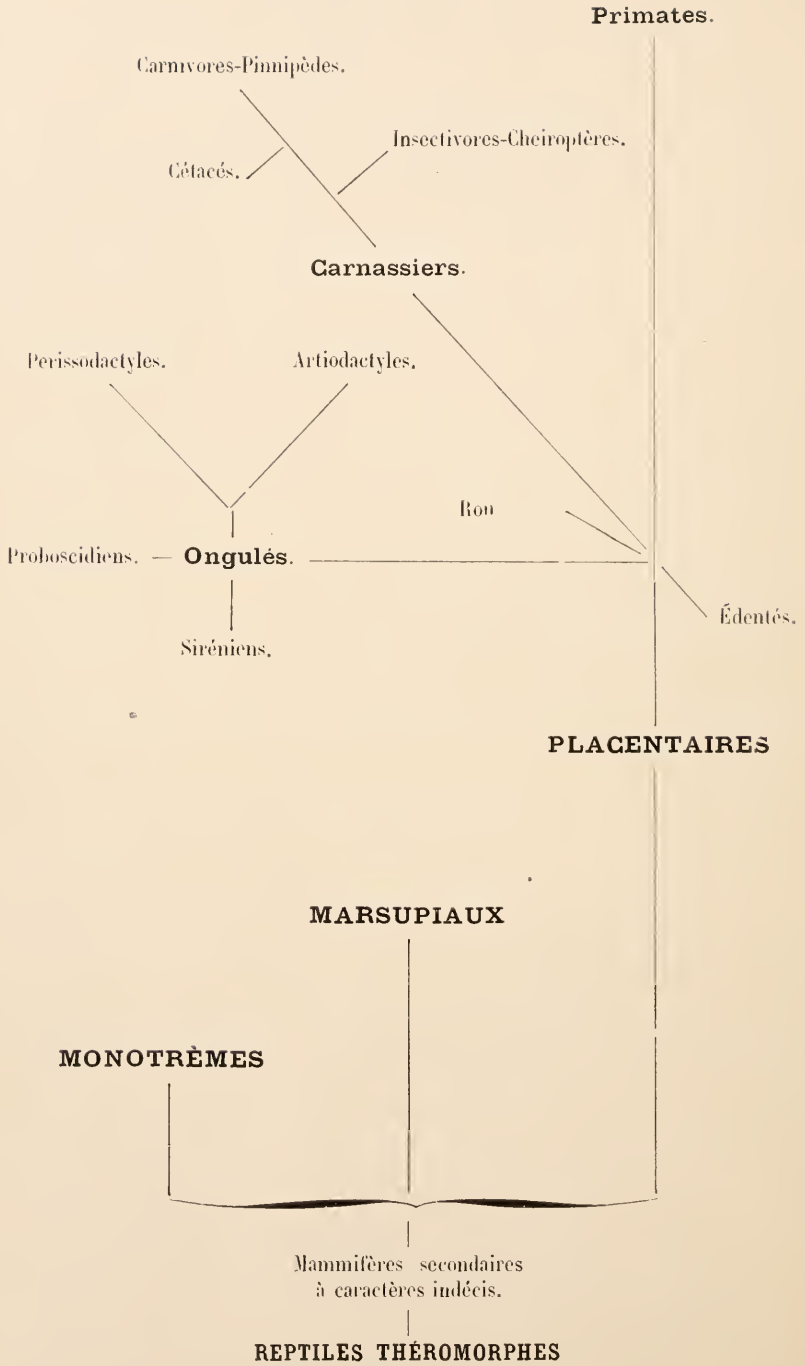 Primates.
Carnivores-Pinnipèdes.
Insectivores-Cheiroptères.
Cétacés.
Carnassiers.
Perissodactyles.
Artiodactyles.
Ron
Proboscidiens. — Ongulés.
Édentés.
Siréniens.
PLACENTAIRES
MARSUPIAUX
MONOTRÈMES
Mammifères secondaires
à caractères indécis.
REPTILES THÉROMORPHES